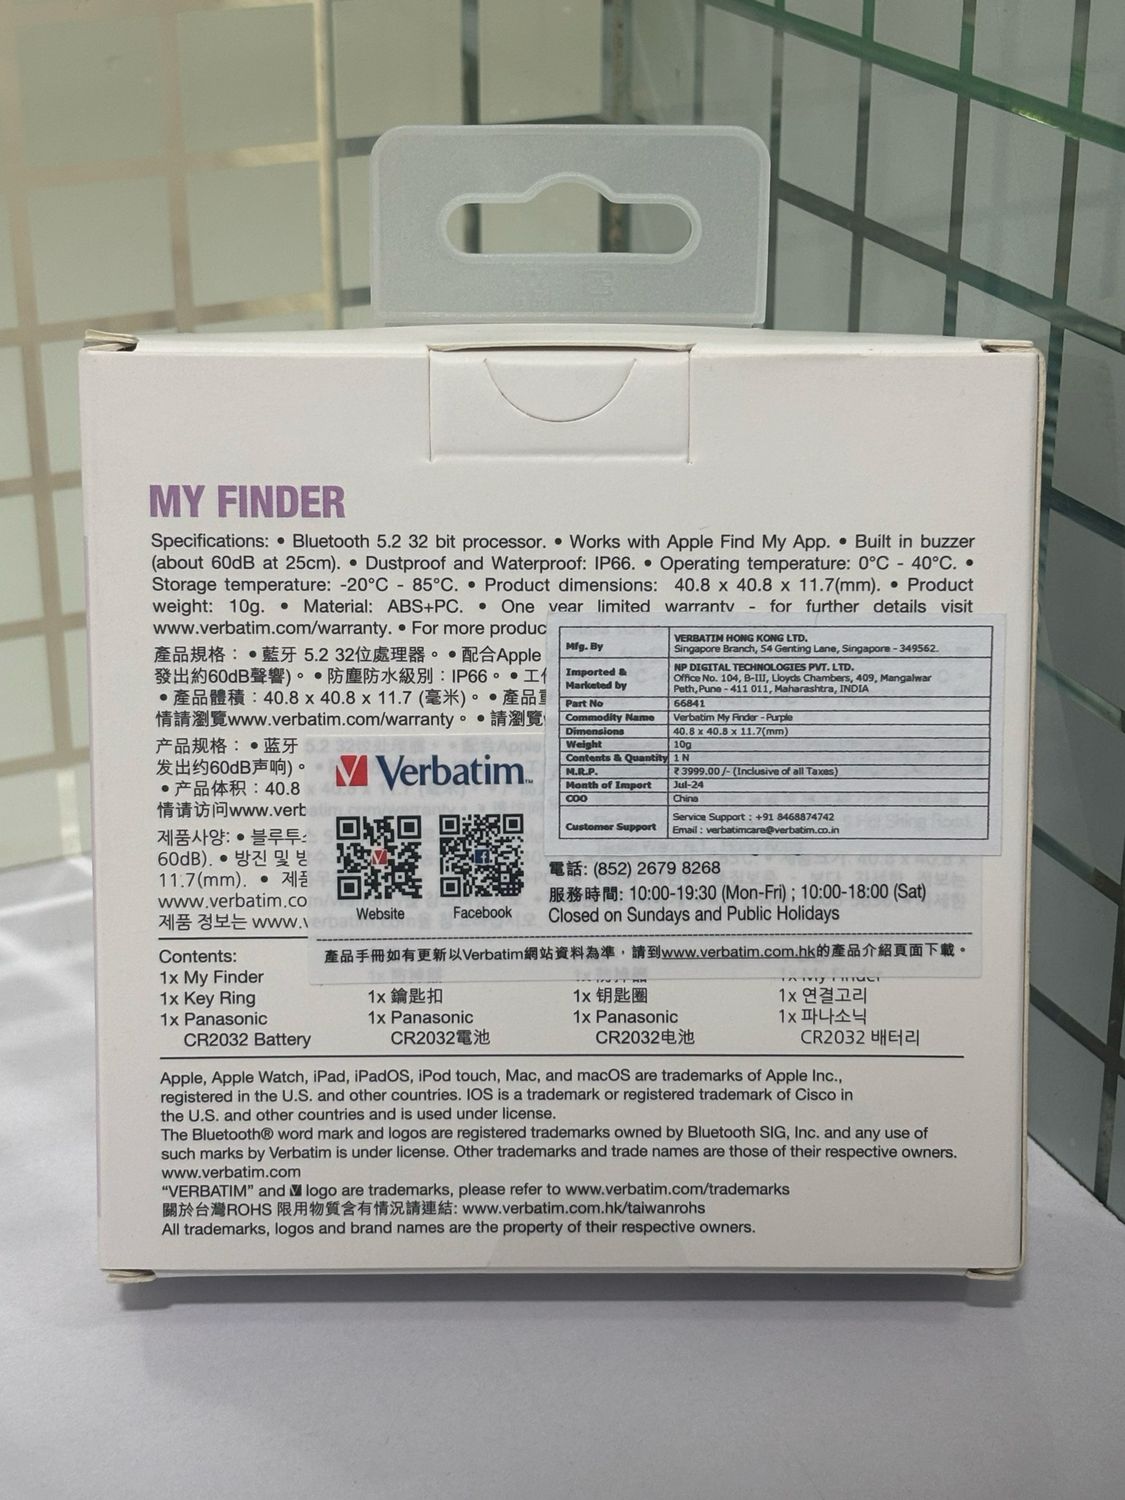 MY FINDER
Specifications: • Bluetooth 5.2 32 bit processor. • Works with Apple Find My App. • Built in buzzer
(about 60dB at 25cm). • Dustproof and Waterproof: IP66. • Operating temperature: 0°C - 40°C. •
Storage temperature: -20°C - 85°C. • Product dimensions: 40.8 x 40.8 x 11.7(mm). • Product
weight: 10g. • Material: ABS+PC. • One year limited warranty - for further details visit
www.verbatim.com/warranty. • For more produc
產品規格：• 藍牙 5.2 32位處理器。• 配合Apple
發出約60dB聲響)。• 防塵防水級別：IP66。• 工
• 產品體積：40.8 x 40.8 x 11.7 (毫米)。• 產品
情請瀏覽www.verbatim.com/warranty。• 請瀏覽
产品规格：• 蓝牙
发出约60dB声响)。
• 产品体积：40.8
情请访问www.verb
제품사양: • 블루투
60dB). • 방진 및 방
11.7(mm). • 제품
www.verbatim.co
제품 정보는 www.v
Mfg. By VERBATIM HONG KONG LTD.
Singapore Branch, 54 Genting Lane, Singapore - 349562.
Imported & Marketed by NP DIGITAL TECHNOLOGIES PVT. LTD.
Office No. 104, B-III, Lloyds Chambers, 409, Mangalwar
Peth, Pune - 411 011, Maharashtra, INDIA
Part No 66841
Commodity Name Verbatim My Finder - Purple
Dimensions 40.8 x 40.8 x 11.7(mm)
Weight 10g
Contents & Quantity 1 N
M.R.P. ₹ 3999.00 /- (Inclusive of all Taxes)
Month of Import Jul-24
COO China
Customer Support Service Support : +91 8468874742
Email : verbatimcare@verbatim.co.in
Verbatim™
Website Facebook
電話: (852) 2679 8268
服務時間: 10:00-19:30 (Mon-Fri) ; 10:00-18:00 (Sat)
Closed on Sundays and Public Holidays
產品手冊如有更新以Verbatim網站資料為準，請到www.verbatim.com.hk的產品介紹頁面下載。
Contents:
1x My Finder
1x Key Ring 1x 鑰匙扣 1x 钥匙圈 1x 연결고리
1x Panasonic 1x Panasonic 1x Panasonic 1x 파나소닉
CR2032 Battery CR2032電池 CR2032电池 CR2032 배터리
Apple, Apple Watch, iPad, iPadOS, iPod touch, Mac, and macOS are trademarks of Apple Inc.,
registered in the U.S. and other countries. IOS is a trademark or registered trademark of Cisco in
the U.S. and other countries and is used under license.
The Bluetooth® word mark and logos are registered trademarks owned by Bluetooth SIG, Inc. and any use of
such marks by Verbatim is under license. Other trademarks and trade names are those of their respective owners.
www.verbatim.com
“VERBATIM” and logo are trademarks, please refer to www.verbatim.com/trademarks
關於台灣ROHS 限用物質含有情況請連結: www.verbatim.com.hk/taiwanrohs
All trademarks, logos and brand names are the property of their respective owners.